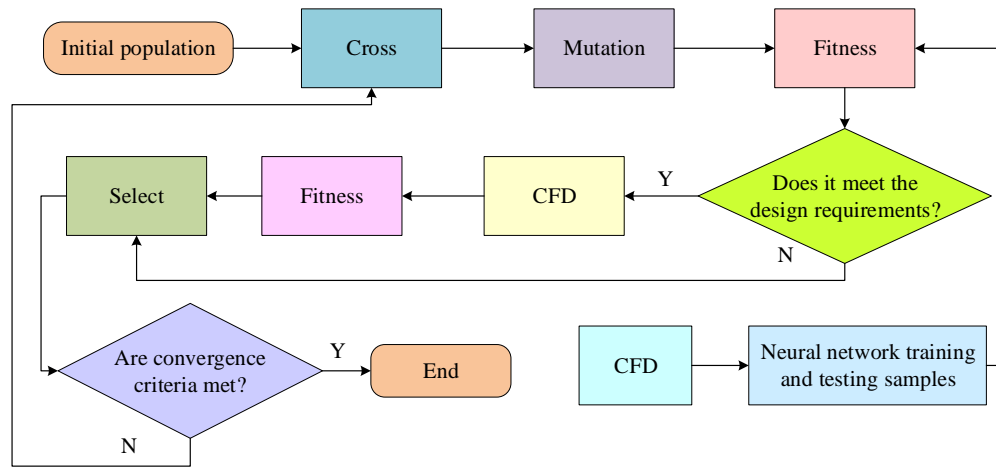 Initial population
Cross
Mutation
Fitness
Select
Fitness
CFD
Y
Does it meet the
design requirements?
N
Are convergence
criteria met?
Y
End
CFD
Neural network training
and testing samples
N